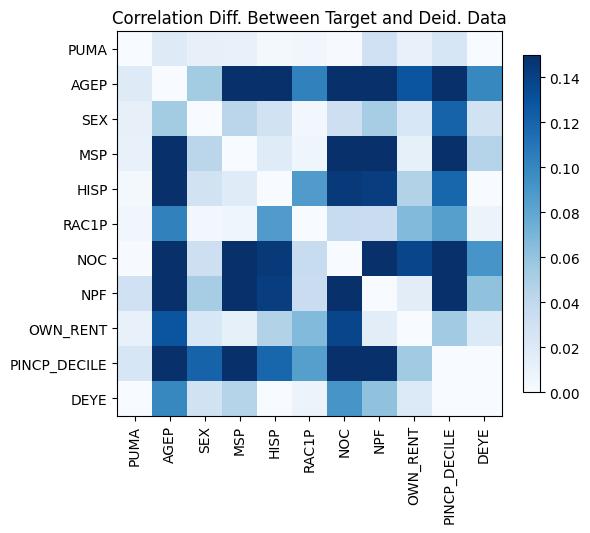 Correlation Diff. Between Target and Deid. Data
PUMA
AGEP
SEX
MSP
HISP
RAC1P
NOC
NPF
OWN_RENT
PINCP_DECILE
DEYE
PUMA
AGEP
SEX
MSP
HISP
RAC1P
NOC
NPF
OWN_RENT
PINCP_DECILE
DEYE
0.14
0.12
0.10
0.08
0.06
0.04
0.02
0.00